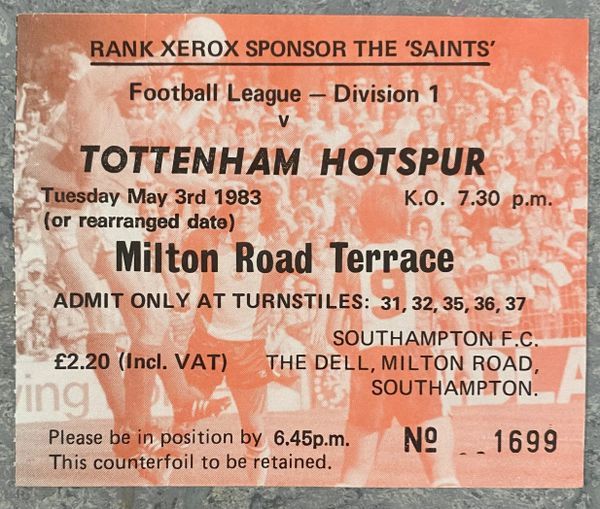 RANK XEROX SPONSOR THE 'SAINTS'
Football League – Division 1
v
TOTTENHAM HOTSPUR
Tuesday May 3rd 1983 K.O. 7.30 p.m.
(or rearranged date)
Milton Road Terrace
ADMIT ONLY AT TURNSTILES: 31, 32, 35, 36, 37
SOUTHAMPTON F.C.
£2.20 (Incl. VAT) THE DELL, MILTON ROAD,
SOUTHAMPTON.
Please be in position by 6.45p.m. Nº 1699
This counterfoil to be retained.
9